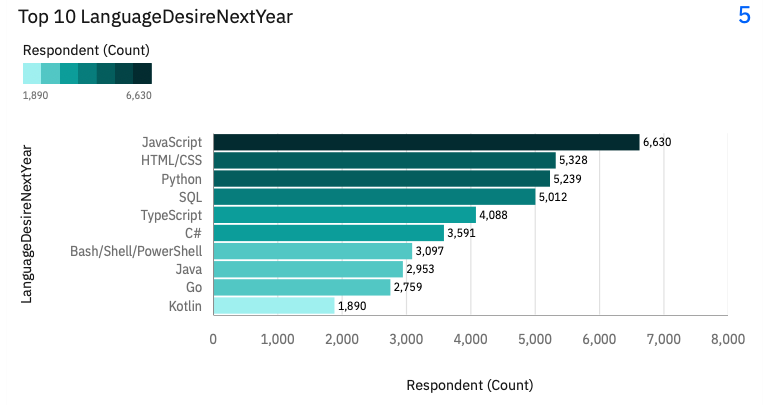 Top 10 LanguageDesireNextYear
5
Respondent (Count)
1,890 6,630
LanguageDesireNextYear
JavaScript 6,630
HTML/CSS 5,328
Python 5,239
SQL 5,012
TypeScript 4,088
C# 3,591
Bash/Shell/PowerShell 3,097
Java 2,953
Go 2,759
Kotlin 1,890
0 1,000 2,000 3,000 4,000 5,000 6,000 7,000 8,000
Respondent (Count)